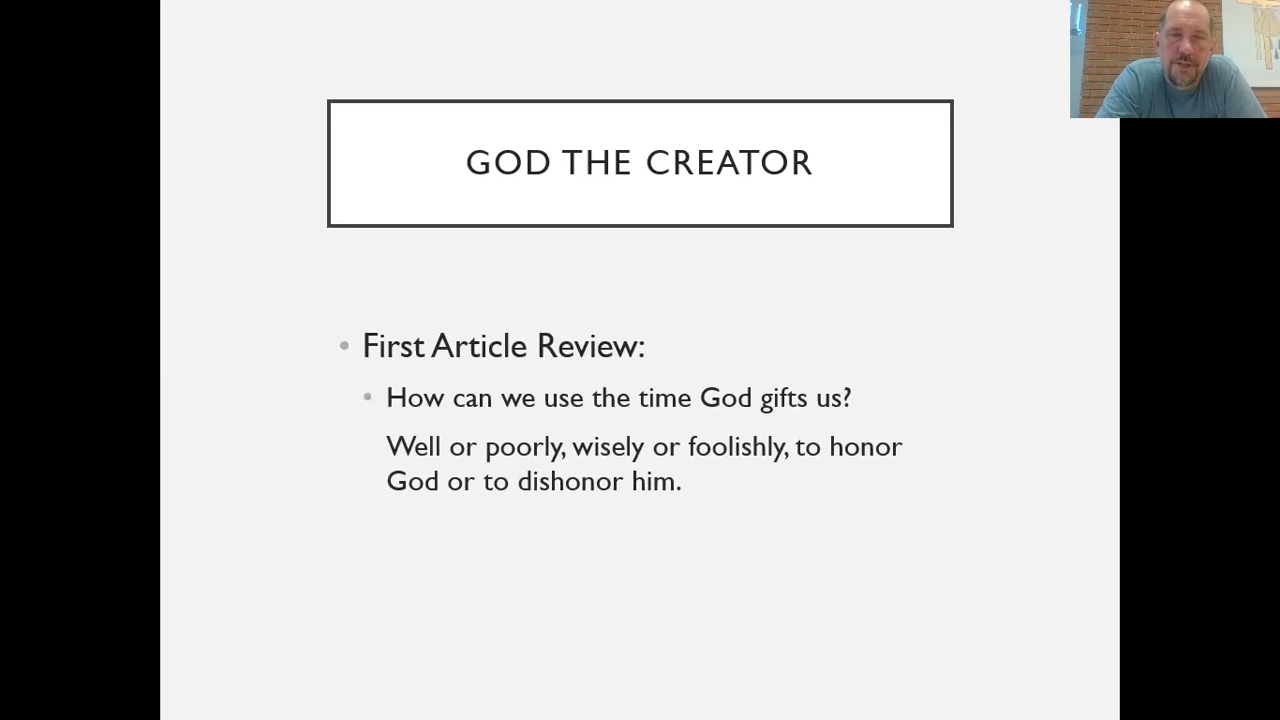 GOD THE CREATOR
• First Article Review:
• How can we use the time God gifts us?
Well or poorly, wisely or foolishly, to honor
God or to dishonor him.